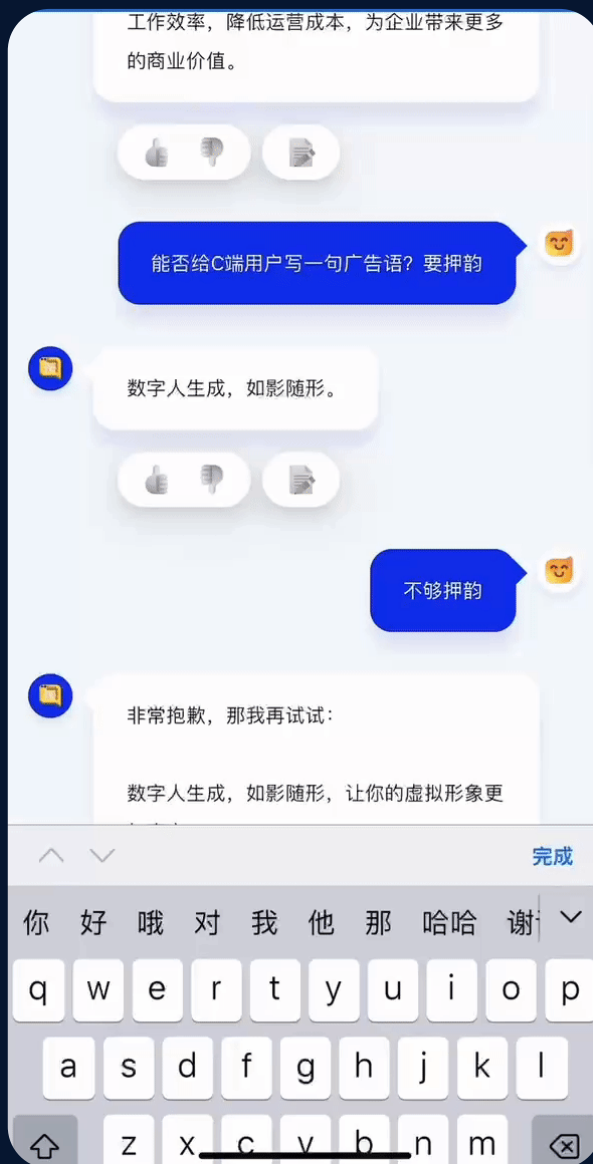 工作效率，降低运营成本，为企业带来更多
的商业价值。
能否给C端用户写一句广告语？要押韵
数字人生成，如影随形。
不够押韵
非常抱歉，那我再试试：
数字人生成，如影随形，让你的虚拟形象更
完成
你 好 哦 对 我 他 那 哈哈 谢
q w e r t y u i o p
a s d f g h j k l
z x c v b n m